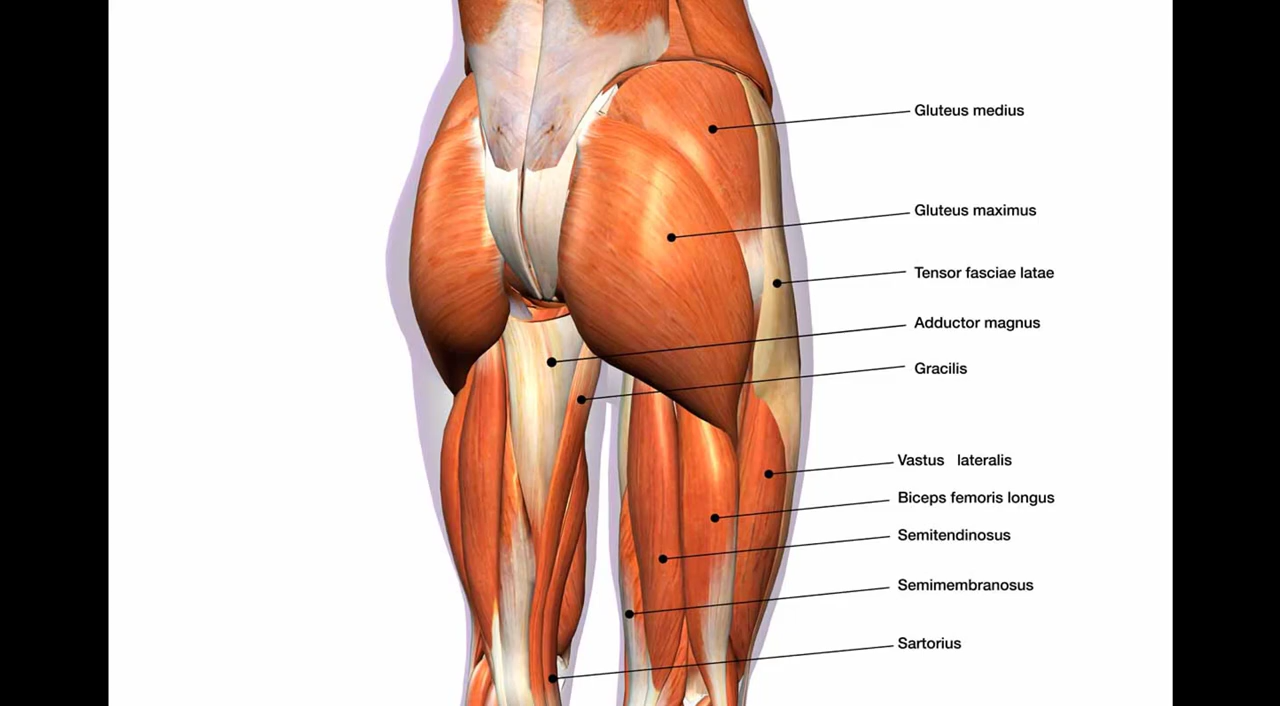 Gluteus medius
Gluteus maximus
Tensor fasciae latae
Adductor magnus
Gracilis
Vastus lateralis
Biceps femoris longus
Semitendinosus
Semimembranosus
Sartorius